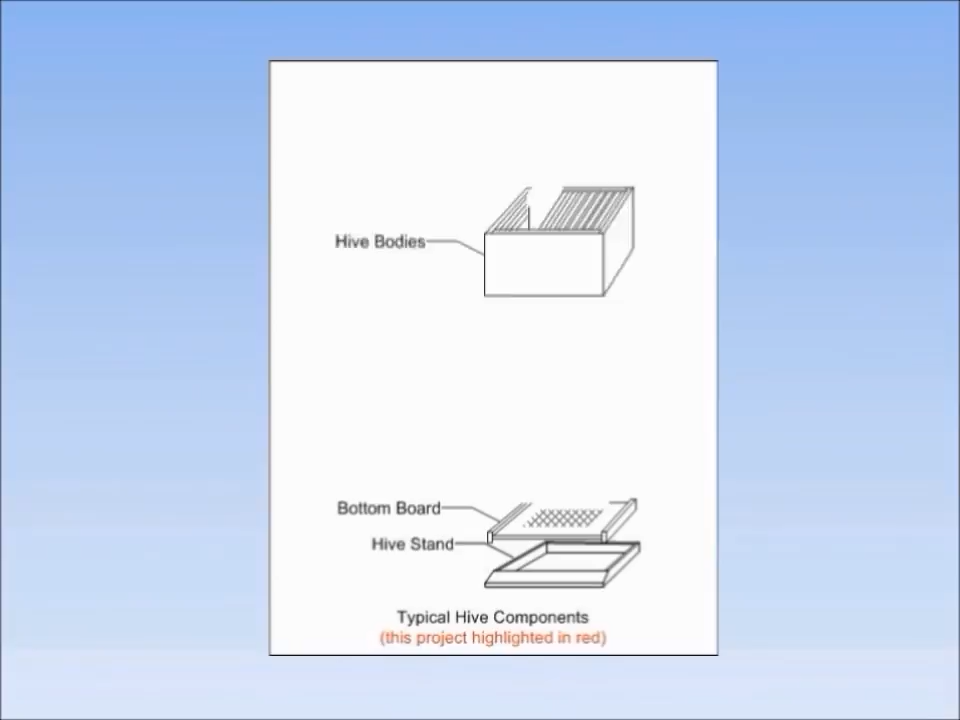 Hive Bodies
Bottom Board
Hive Stand
Typical Hive Components
(this project highlighted in red)